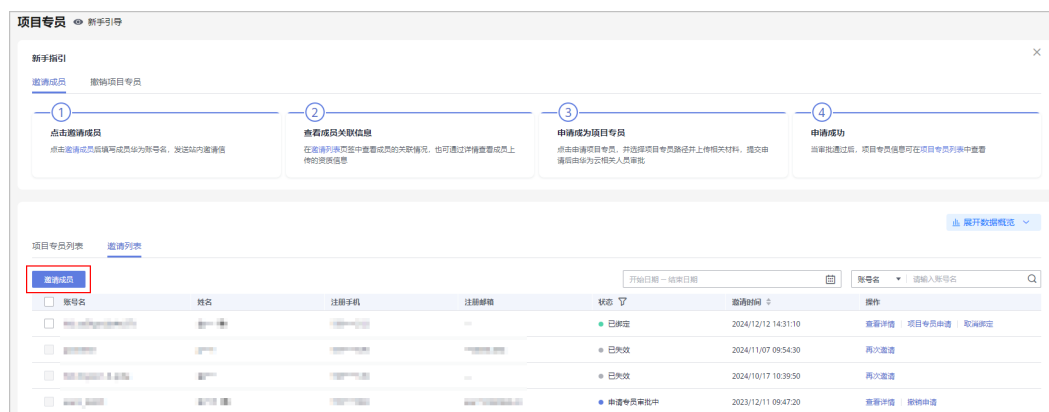 项目专员 新手引导
新手指引
邀请成员 撤销项目专员
1 2 3 4
点击邀请成员 查看成员关联信息 申请成为项目专员 申请成功
点击邀请成员后填写成员华为账号名，发送站内邀请信 在邀请列表页签中查看成员的关联情况，也可通过详情查看成员上 点击申请项目专员，并选择项目专员路径并上传相关材料，提交申 当审批通过后，项目专员信息可在项目专员列表中查看
传的资质信息 请后由华为云相关人员审批
展开数据概览
项目专员列表 邀请列表
邀请成员 开始日期 – 结束日期 账号名 请输入账号名
账号名 姓名 注册手机 注册邮箱 状态 邀请时间 操作
已绑定 2024/12/12 14:31:10 查看详情 项目专员申请 取消绑定
已失效 2024/11/07 09:54:30 再次邀请
已失效 2024/10/17 10:39:50 再次邀请
申请专员审批中 2023/12/11 09:47:20 查看详情 撤销申请